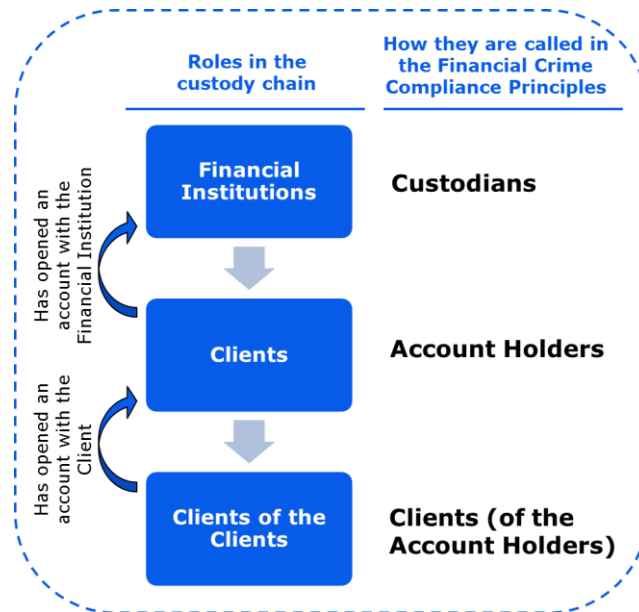 Roles in the
custody chain
How they are called in
the Financial Crime
Compliance Principles
Financial
Institutions
Custodians
Has opened an
account with the
Financial Institution
Clients
Account Holders
Has opened an
account with the
Client
Clients of the
Clients
Clients (of the
Account Holders)